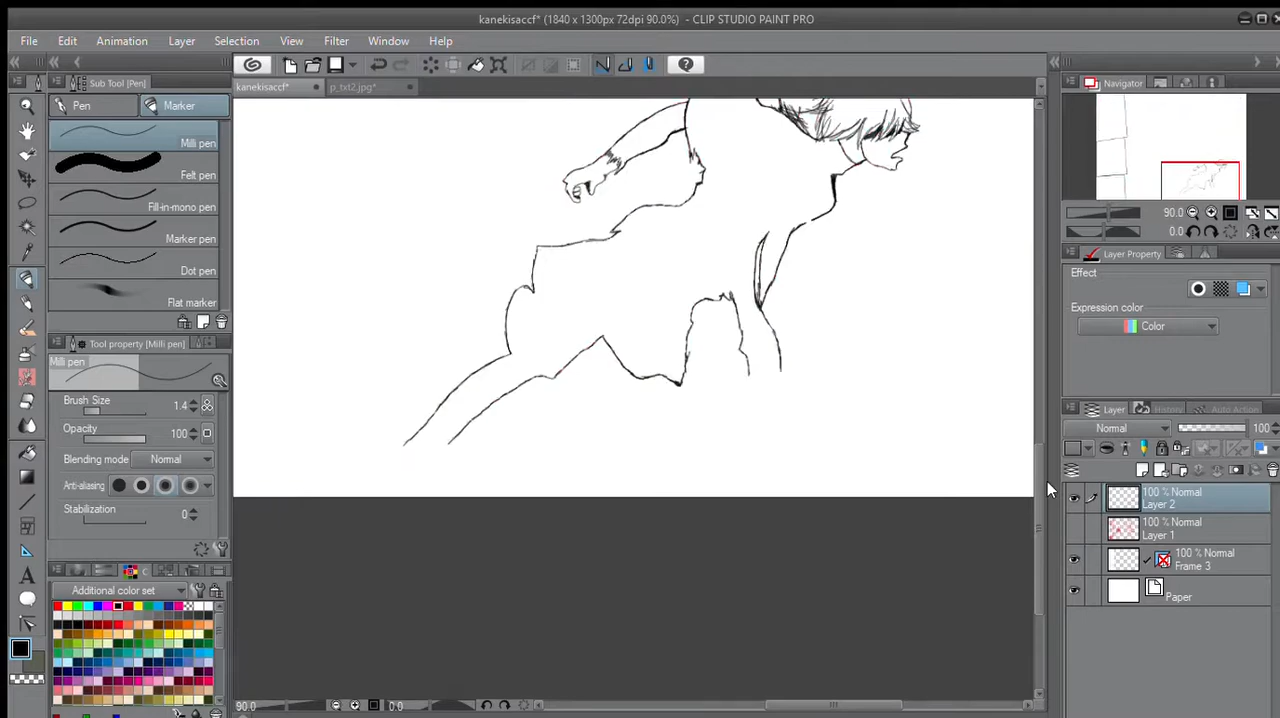 kanekisaccf* (1840 x 1300px 72dpi 90.0%) - CLIP STUDIO PAINT PRO
File Edit Animation Layer Selection View Filter Window Help
Sub Tool [Pen]
kanekisaccf*
p_txt2.jpg*
Navigator
Pen
Marker
Milli pen
Felt pen
Fill-in-mono pen
Marker pen
Dot pen
Flat marker
90.0
0.0
Layer Property
Effect
Expression color
Color
Tool property [Milli pen]
Milli pen
Brush Size
1.4
Opacity
100
Blending mode
Normal
Anti-aliasing
Stabilization
0
Layer
History
Auto Action
Normal
100
100 % Normal
Layer 2
100 % Normal
Layer 1
100 % Normal
Frame 3
Paper
Additional color set
90.0
0.0